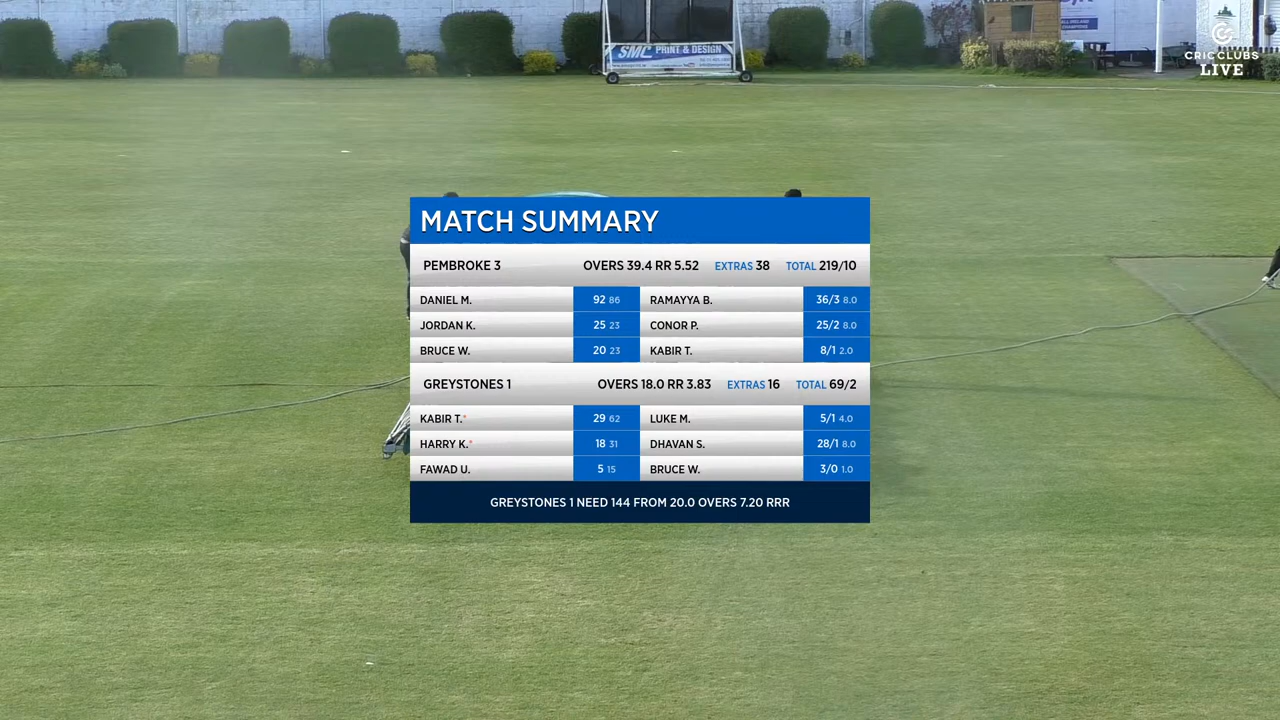 SMC PRINT & DESIGN
CRICCLUBS
LIVE
MATCH SUMMARY
PEMBROKE 3 OVERS 39.4 RR 5.52 EXTRAS 38 TOTAL 219/10
DANIEL M. 92 86 RAMAYYA B. 36/3 8.0
JORDAN K. 25 23 CONOR P. 25/2 8.0
BRUCE W. 20 23 KABIR T. 8/1 2.0
GREYSTONES 1 OVERS 18.0 RR 3.83 EXTRAS 16 TOTAL 69/2
KABIR T.* 29 62 LUKE M. 5/1 4.0
HARRY K.* 18 31 DHAVAN S. 28/1 8.0
FAWAD U. 5 15 BRUCE W. 3/0 1.0
GREYSTONES 1 NEED 144 FROM 20.0 OVERS 7.20 RRR